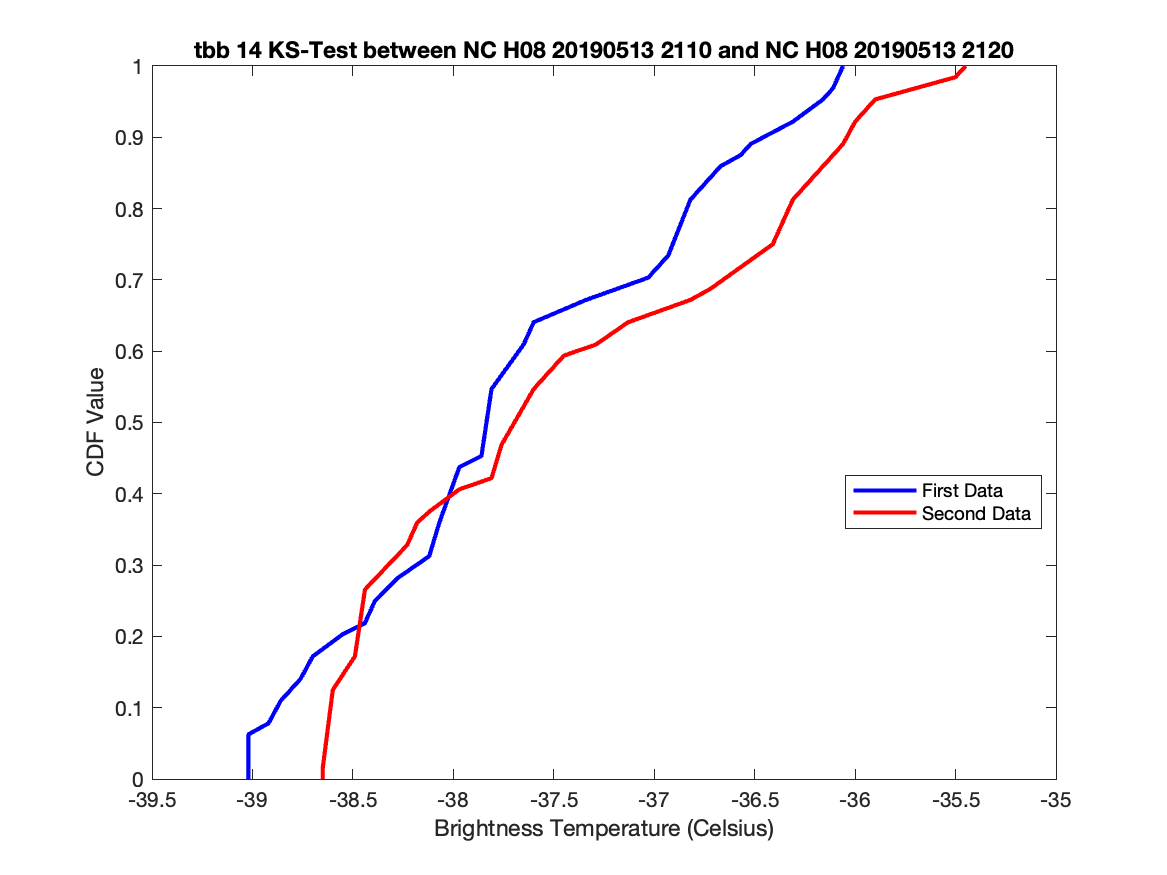 tbb 14 KS-Test between NC H08 20190513 2110 and NC H08 20190513 2120
1
0.9
0.8
0.7
0.6
0.5
0.4
0.3
0.2
0.1
0
CDF Value
First Data
Second Data
-39.5 -39 -38.5 -38 -37.5 -37 -36.5 -36 -35.5 -35
Brightness Temperature (Celsius)